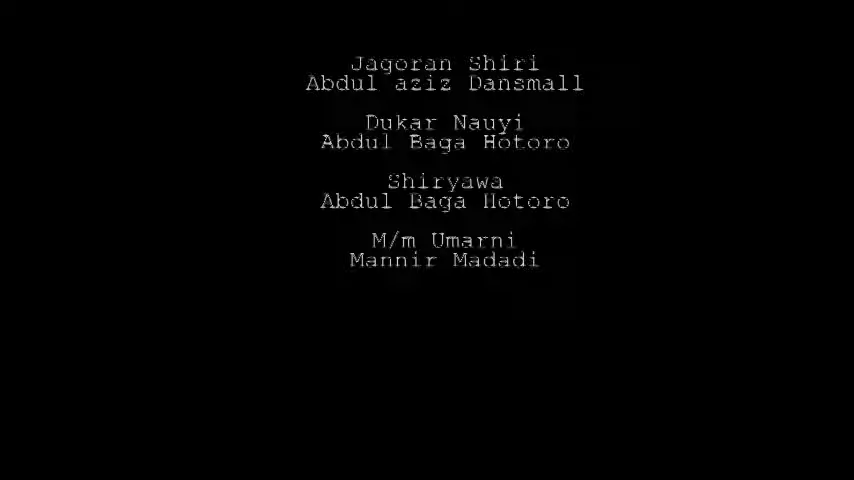 Jagoran Shiri
Abdul aziz Dansmall
Dukar Nauyi
Abdul Baga Hotoro
Shiryawa
Abdul Baga Hotoro
M/m Umarni
Mannir Madadi